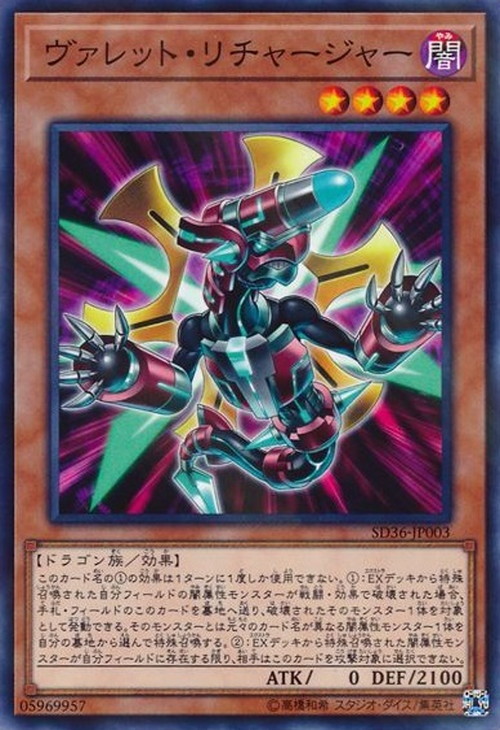 ヴァレット・リチャージャー
やみ
闇
SD36-JP003
【ドラゴン族／効果】
このカード名の①の効果は1ターンに1度しか使用できない。①：EXデッキから特殊
召喚された自分フィールドの闇属性モンスターが戦闘・効果で破壊された場合、
手札・フィールドのこのカードを墓地へ送り、破壊されたそのモンスター1体を対象
として発動できる。そのモンスターとは元々のカード名が異なる闇属性モンスター1体を
自分の墓地から選んで特殊召喚する。②：EXデッキから特殊召喚された闇属性モン
スターが自分フィールドに存在する限り、相手はこのカードを攻撃対象に選択できない。
ATK/ 0 DEF/2100
05969957
©高橋和希 スタジオ・ダイス/集英社